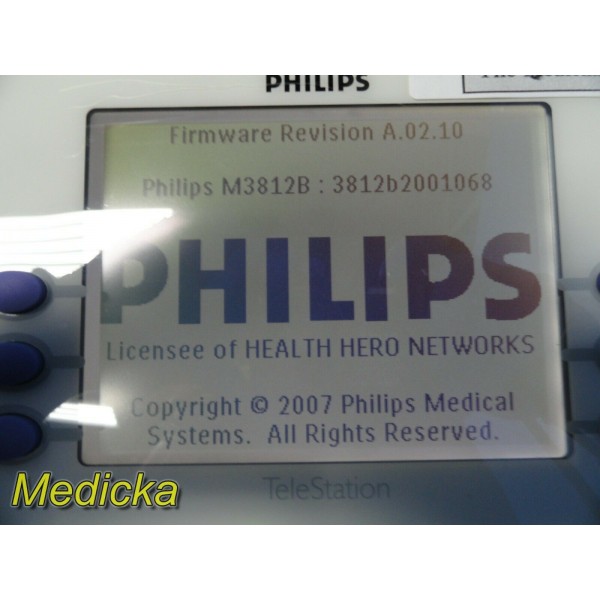 PHILIPS
Firmware Revision A.02.10
Philips M3812B : 3812b2001068
PHILIPS
Licensee of HEALTH HERO NETWORKS
Copyright © 2007 Philips Medical
Systems. All Rights Reserved.
Medicka
TeleStation